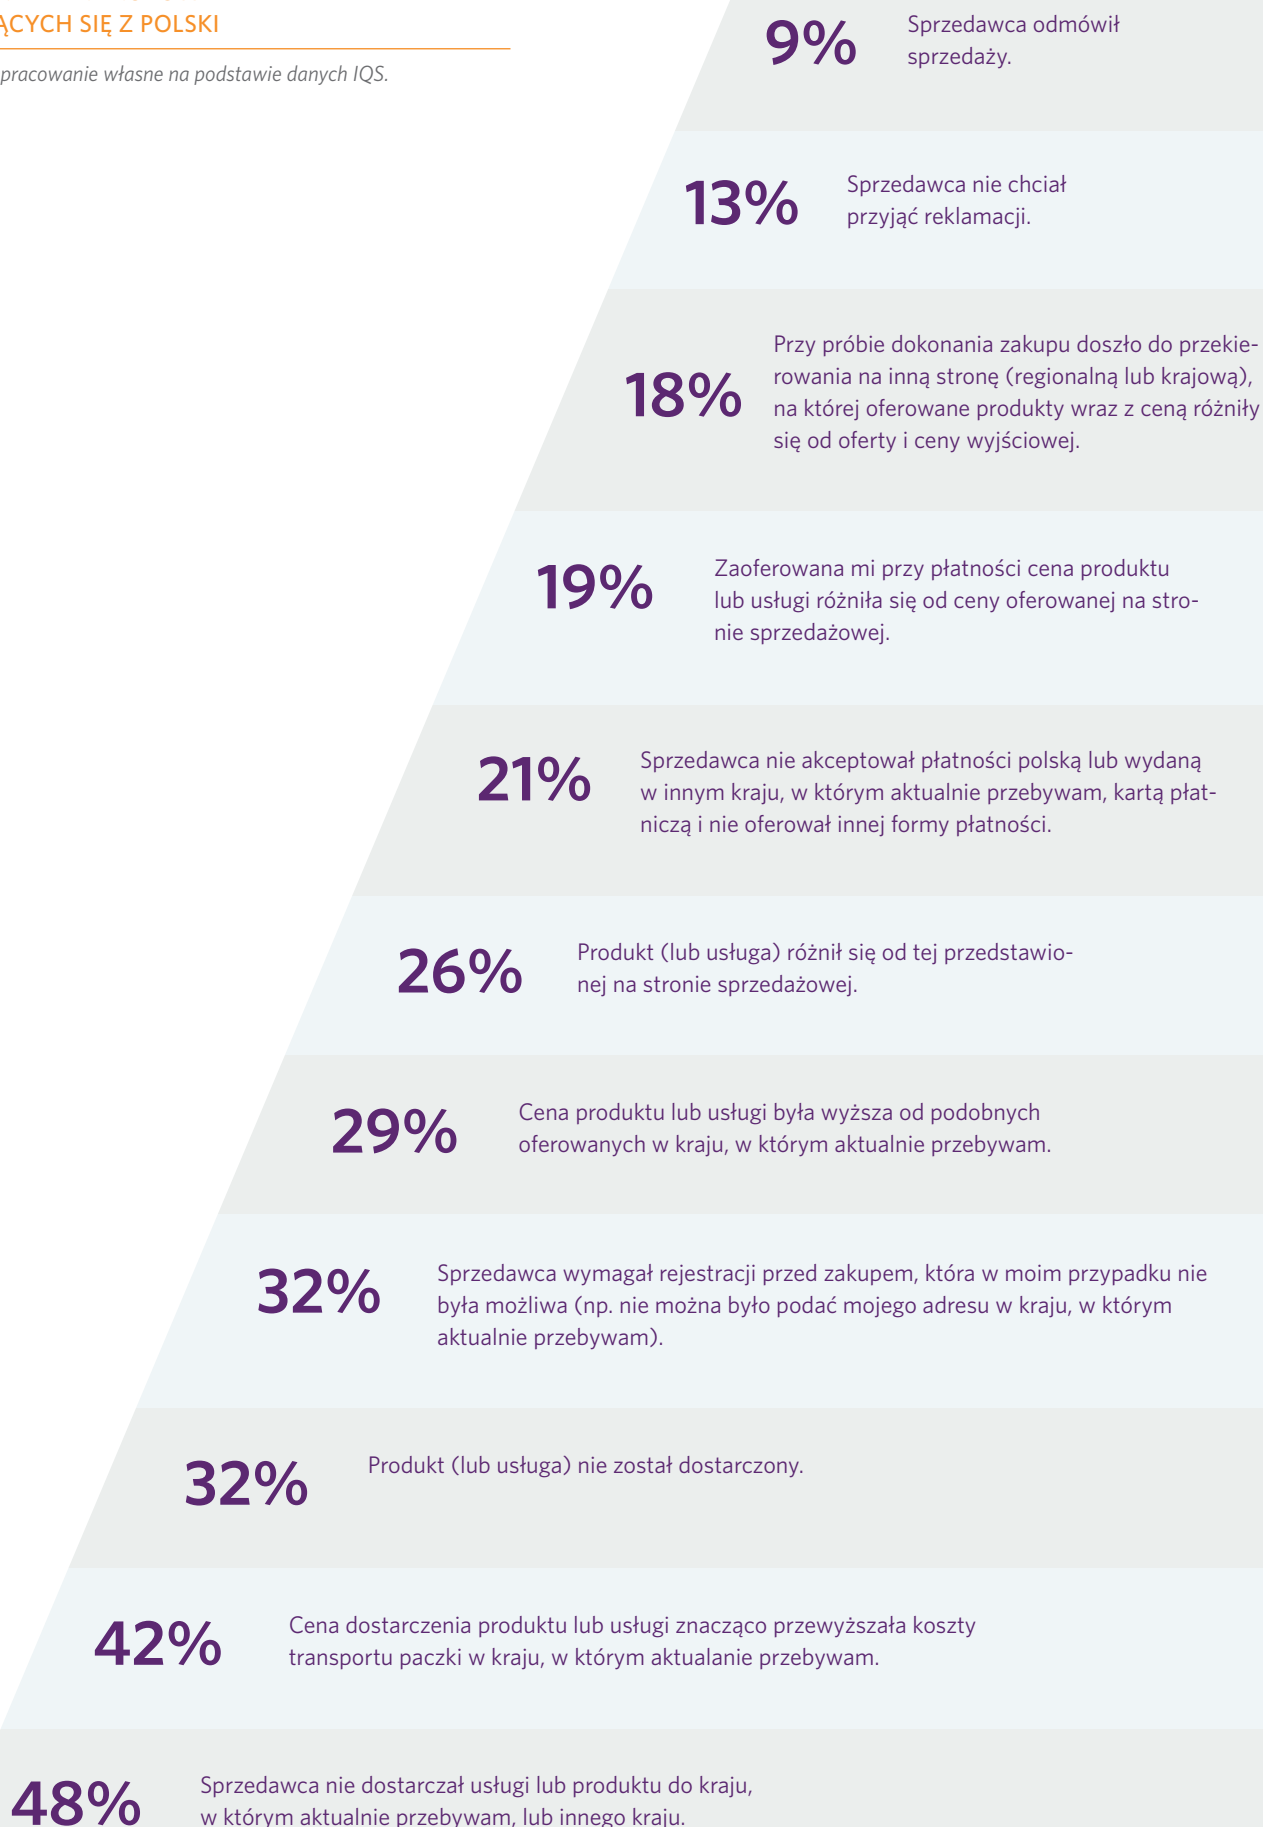 ĄCYCH SIĘ Z POLSKI
pracowanie własne na podstawie danych IQS.
9%
Sprzedawca odmówił
sprzedaży.
13%
Sprzedawca nie chciał
przyjąć reklamacji.
18%
Przy próbie dokonania zakupu doszło do przekie-
rowania na inną stronę (regionalną lub krajową),
na której oferowane produkty wraz z ceną różniły
się od oferty i ceny wyjściowej.
19%
Zaoferowana mi przy płatności cena produktu
lub usługi różniła się od ceny oferowanej na stro-
nie sprzedażowej.
21%
Sprzedawca nie akceptował płatności polską lub wydaną
w innym kraju, w którym aktualnie przebywam, kartą płat-
niczą i nie oferował innej formy płatności.
26%
Produkt (lub usługa) różnił się od tej przedstawio-
nej na stronie sprzedażowej.
29%
Cena produktu lub usługi była wyższa od podobnych
oferowanych w kraju, w którym aktualnie przebywam.
32%
Sprzedawca wymagał rejestracji przed zakupem, która w moim przypadku nie
była możliwa (np. nie można było podać mojego adresu w kraju, w którym
aktualnie przebywam).
32%
Produkt (lub usługa) nie został dostarczony.
42%
Cena dostarczenia produktu lub usługi znacząco przewyższała koszty
transportu paczki w kraju, w którym aktualanie przebywam.
48%
Sprzedawca nie dostarczał usługi lub produktu do kraju,
w którym aktualnie przebywam, lub innego kraju.